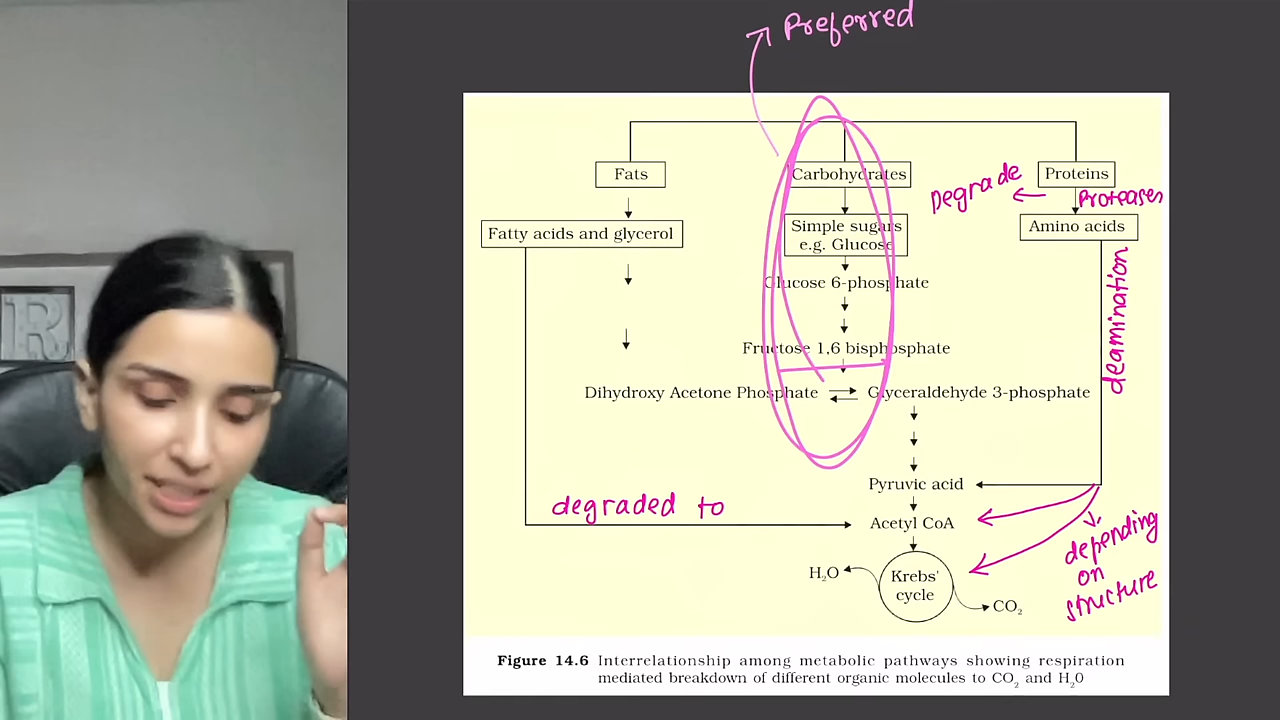 Preferred
Fats
Carbohydrates
Proteins
Degrade
Proteases
Fatty acids and glycerol
Simple sugars
e.g. Glucose
Amino acids
deamination
Glucose 6-phosphate
Fructose 1,6 bisphosphate
Dihydroxy Acetone Phosphate
Glyceraldehyde 3-phosphate
Pyruvic acid
degraded to
Acetyl CoA
depending
on
structure
H₂O
Krebs'
cycle
CO₂
Figure 14.6 Interrelationship among metabolic pathways showing respiration
mediated breakdown of different organic molecules to CO₂ and H₂0
R